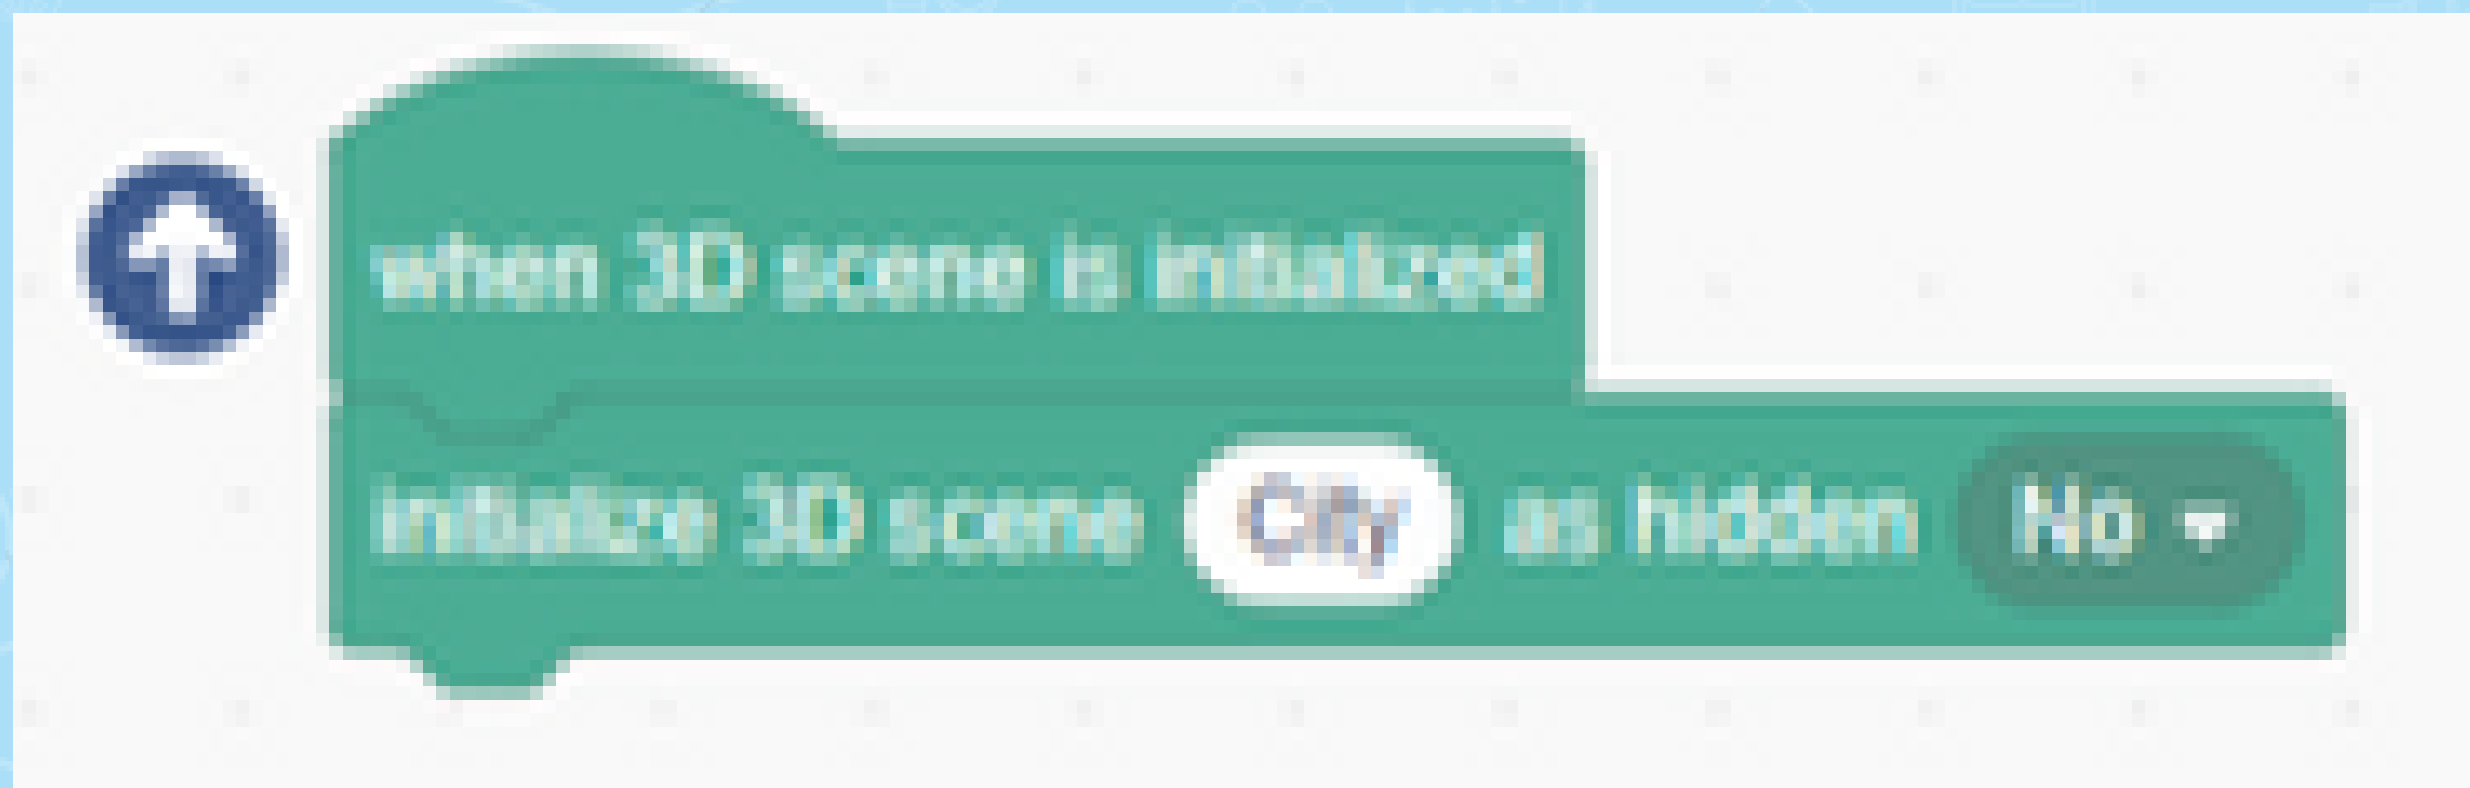 when 3D scene is initialized
initialize 3D scene City as hidden No